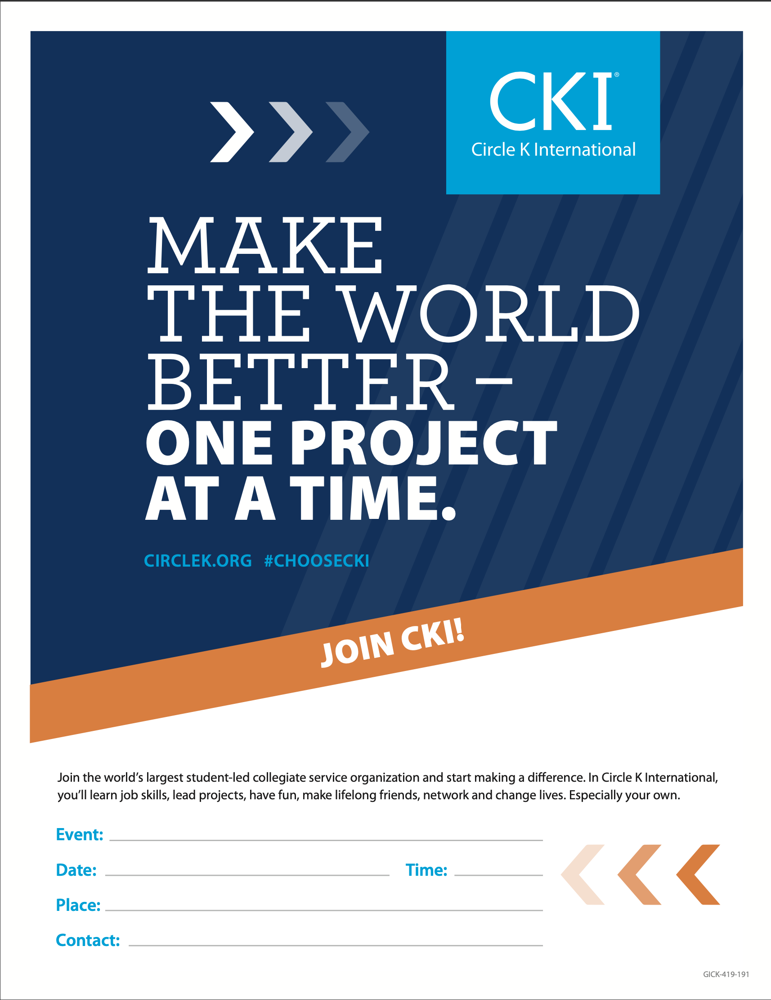 CKI®
Circle K International
MAKE
THE WORLD
BETTER –
ONE PROJECT
AT A TIME.
CIRCLEK.ORG #CHOOSECKI
JOIN CKI!
Join the world’s largest student-led collegiate service organization and start making a difference. In Circle K International,
you’ll learn job skills, lead projects, have fun, make lifelong friends, network and change lives. Especially your own.
Event:
Date: Time:
Place:
Contact:
GICK-419-191